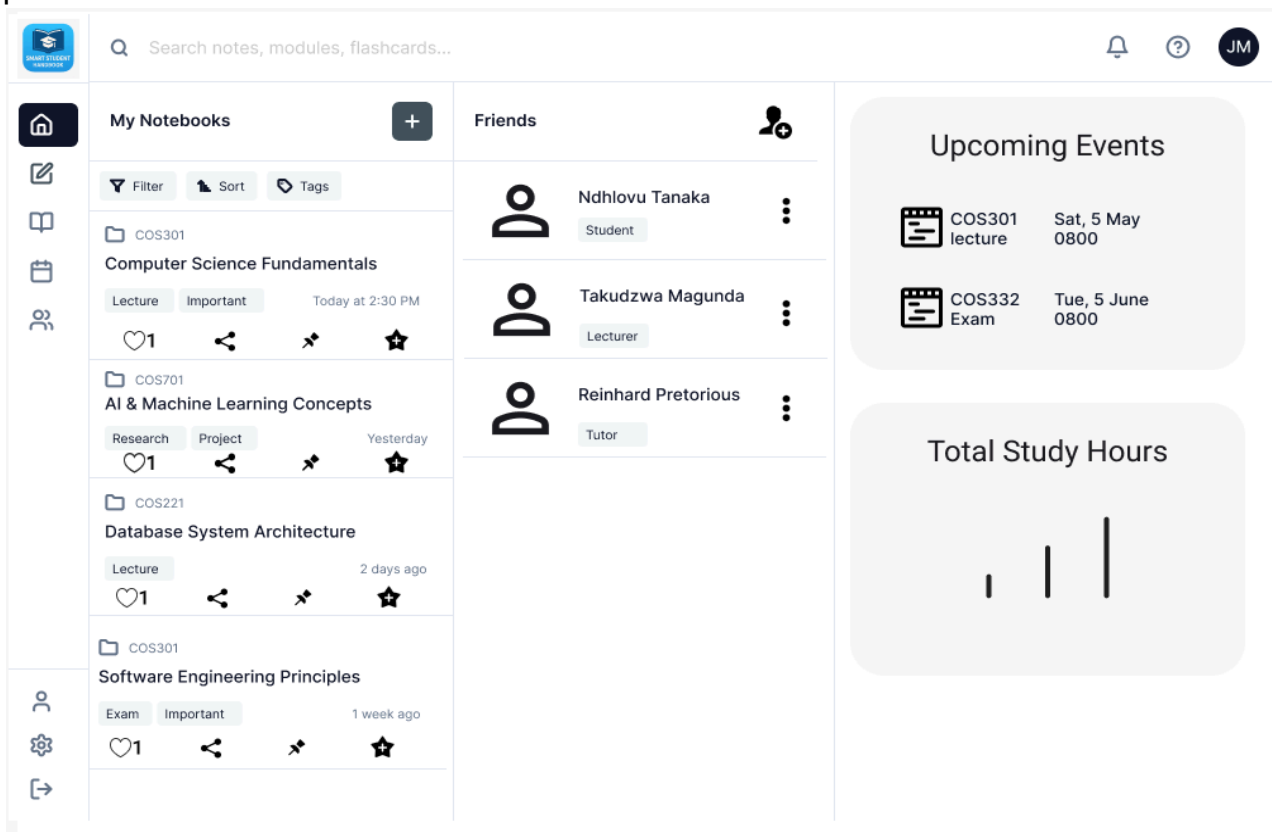 SMART STUDENT
HANDBOOK
Search notes, modules, flashcards...
JM
My Notebooks
Filter
Sort
Tags
COS301
Computer Science Fundamentals
Lecture
Important
Today at 2:30 PM
1
COS701
AI & Machine Learning Concepts
Research
Project
Yesterday
1
COS221
Database System Architecture
Lecture
2 days ago
1
COS301
Software Engineering Principles
Exam
Important
1 week ago
1
Friends
Ndhlovu Tanaka
Student
Takudzwa Magunda
Lecturer
Reinhard Pretorious
Tutor
Upcoming Events
COS301 Sat, 5 May
lecture 0800
COS332 Tue, 5 June
Exam 0800
Total Study Hours